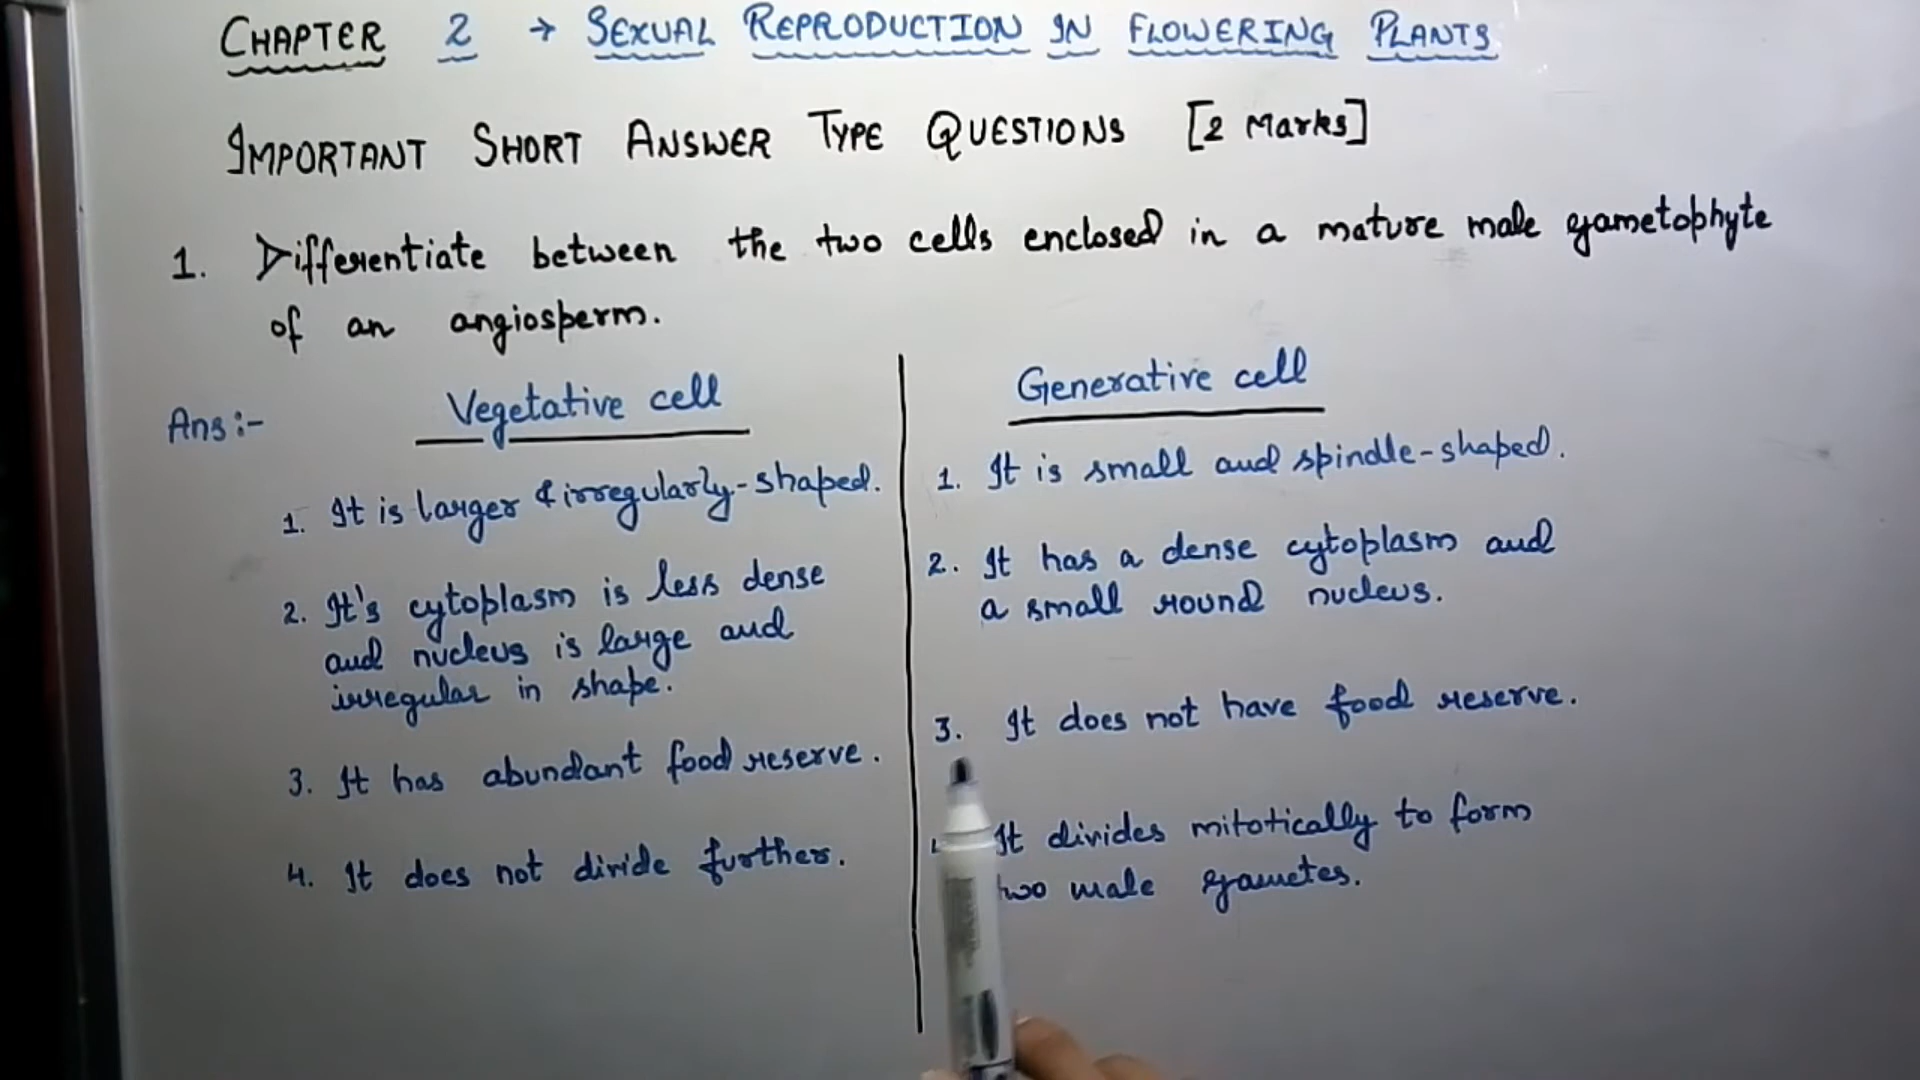 CHAPTER 2 → SEXUAL REPRODUCTION IN FLOWERING PLANTS
IMPORTANT SHORT ANSWER TYPE QUESTIONS [2 Marks]
1. Differentiate between the two cells enclosed in a mature male gametophyte
of an angiosperm.
Ans:-
Vegetative cell
1. It is larger & irregularly-shaped.
2. It's cytoplasm is less dense
and nucleus is large and
irregular in shape.
3. It has abundant food reserve.
4. It does not divide further.
Generative cell
1. It is small and spindle-shaped.
2. It has a dense cytoplasm and
a small round nucleus.
3. It does not have food reserve.
It divides mitotically to form
two male gametes.